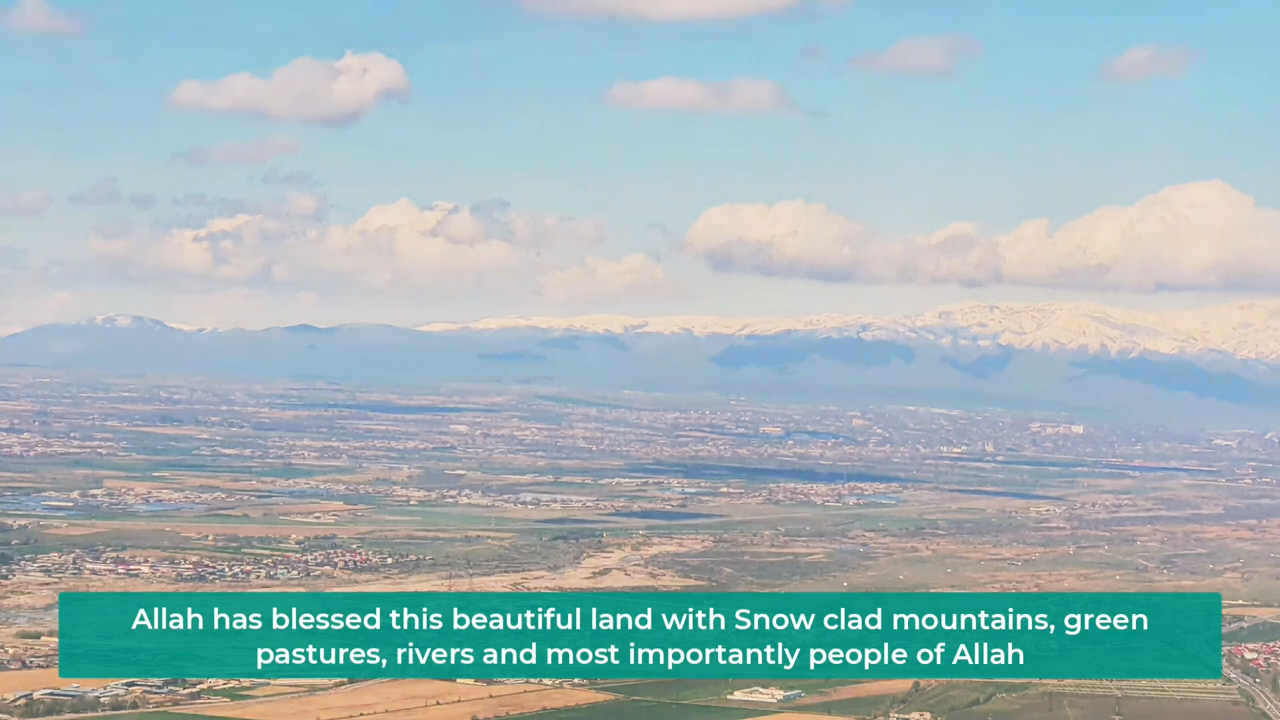 Allah has blessed this beautiful land with Snow clad mountains, green
pastures, rivers and most importantly people of Allah